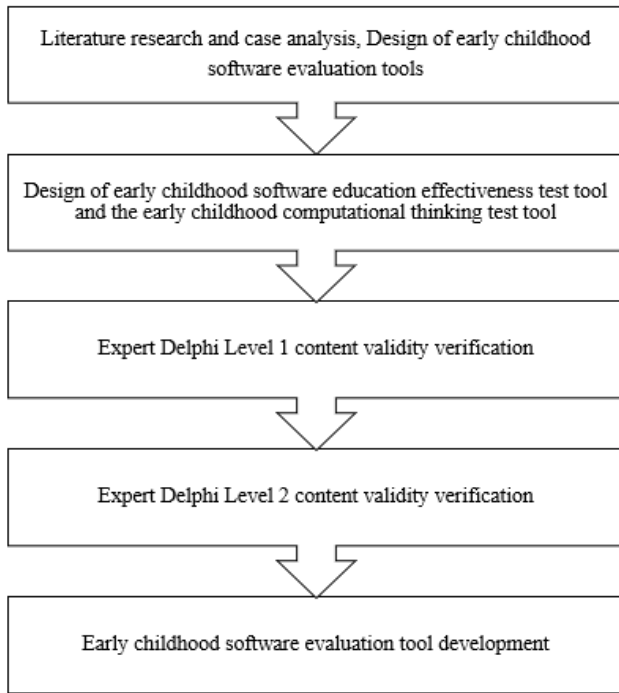 Literature research and case analysis, Design of early childhood
software evaluation tools
Design of early childhood software education effectiveness test tool
and the early childhood computational thinking test tool
Expert Delphi Level 1 content validity verification
Expert Delphi Level 2 content validity verification
Early childhood software evaluation tool development